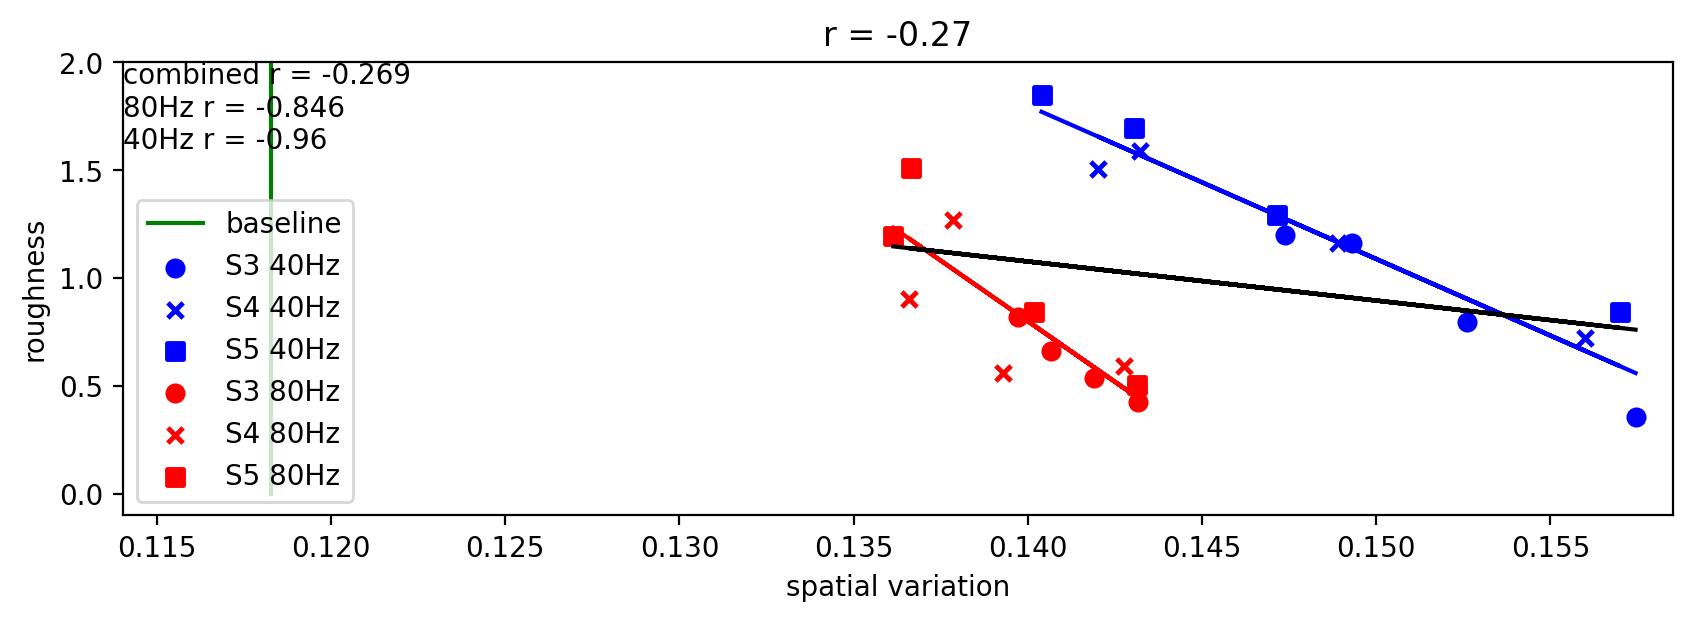 r = -0.27
combined r = -0.269
80Hz r = -0.846
40Hz r = -0.96
2.0
1.5
1.0
0.5
0.0
roughness
baseline
S3 40Hz
S4 40Hz
S5 40Hz
S3 80Hz
S4 80Hz
S5 80Hz
0.115 0.120 0.125 0.130 0.135 0.140 0.145 0.150 0.155
spatial variation